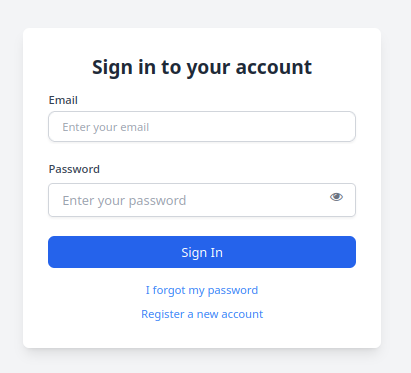 Sign in to your account
Email
Enter your email
Password
Enter your password
Sign In
I forgot my password
Register a new account